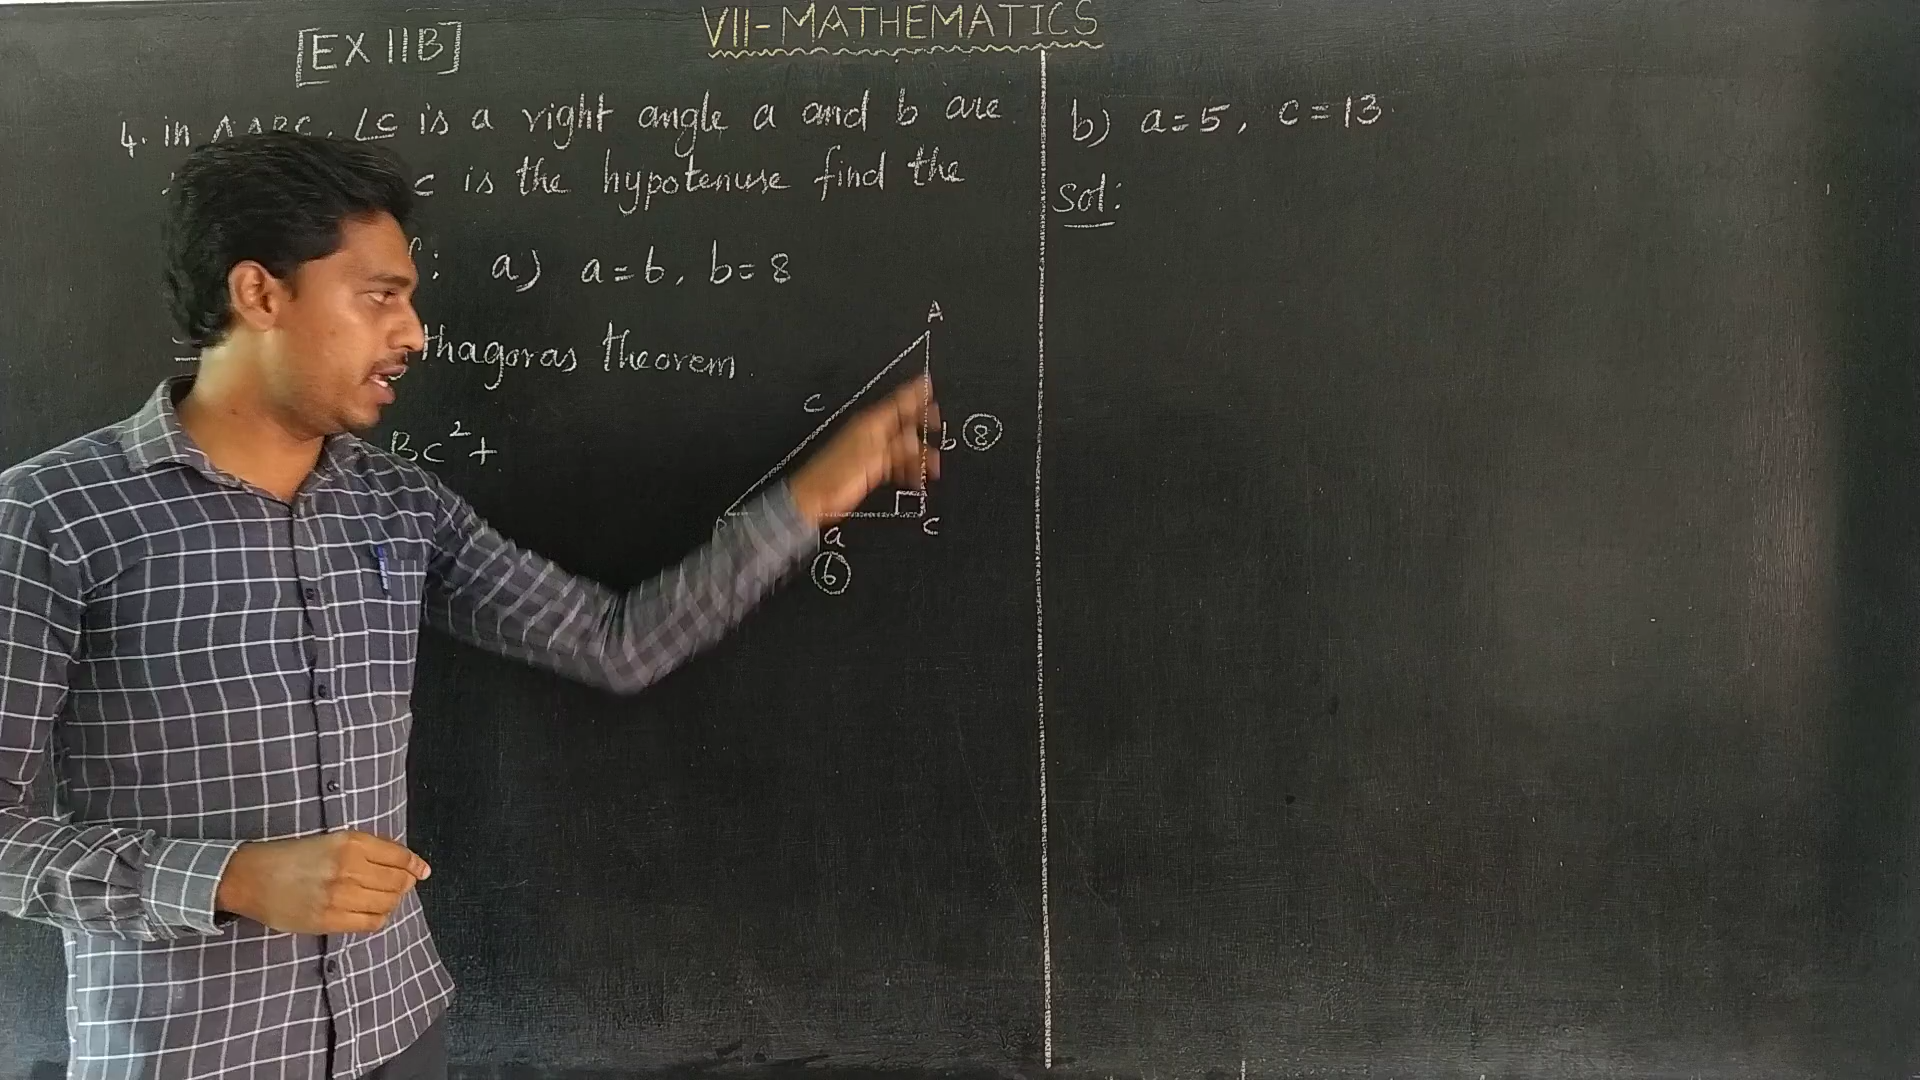 VII-MATHEMATICS
[EX 11B]
4. in ∆ABC, ∠C is a right angle a and b are
c is the hypotenuse find the
: a) a=6, b=8
thagoras theorem.
Bc²+
A
c
b 8
C
a
6
b) a=5, c=13.
Sol: